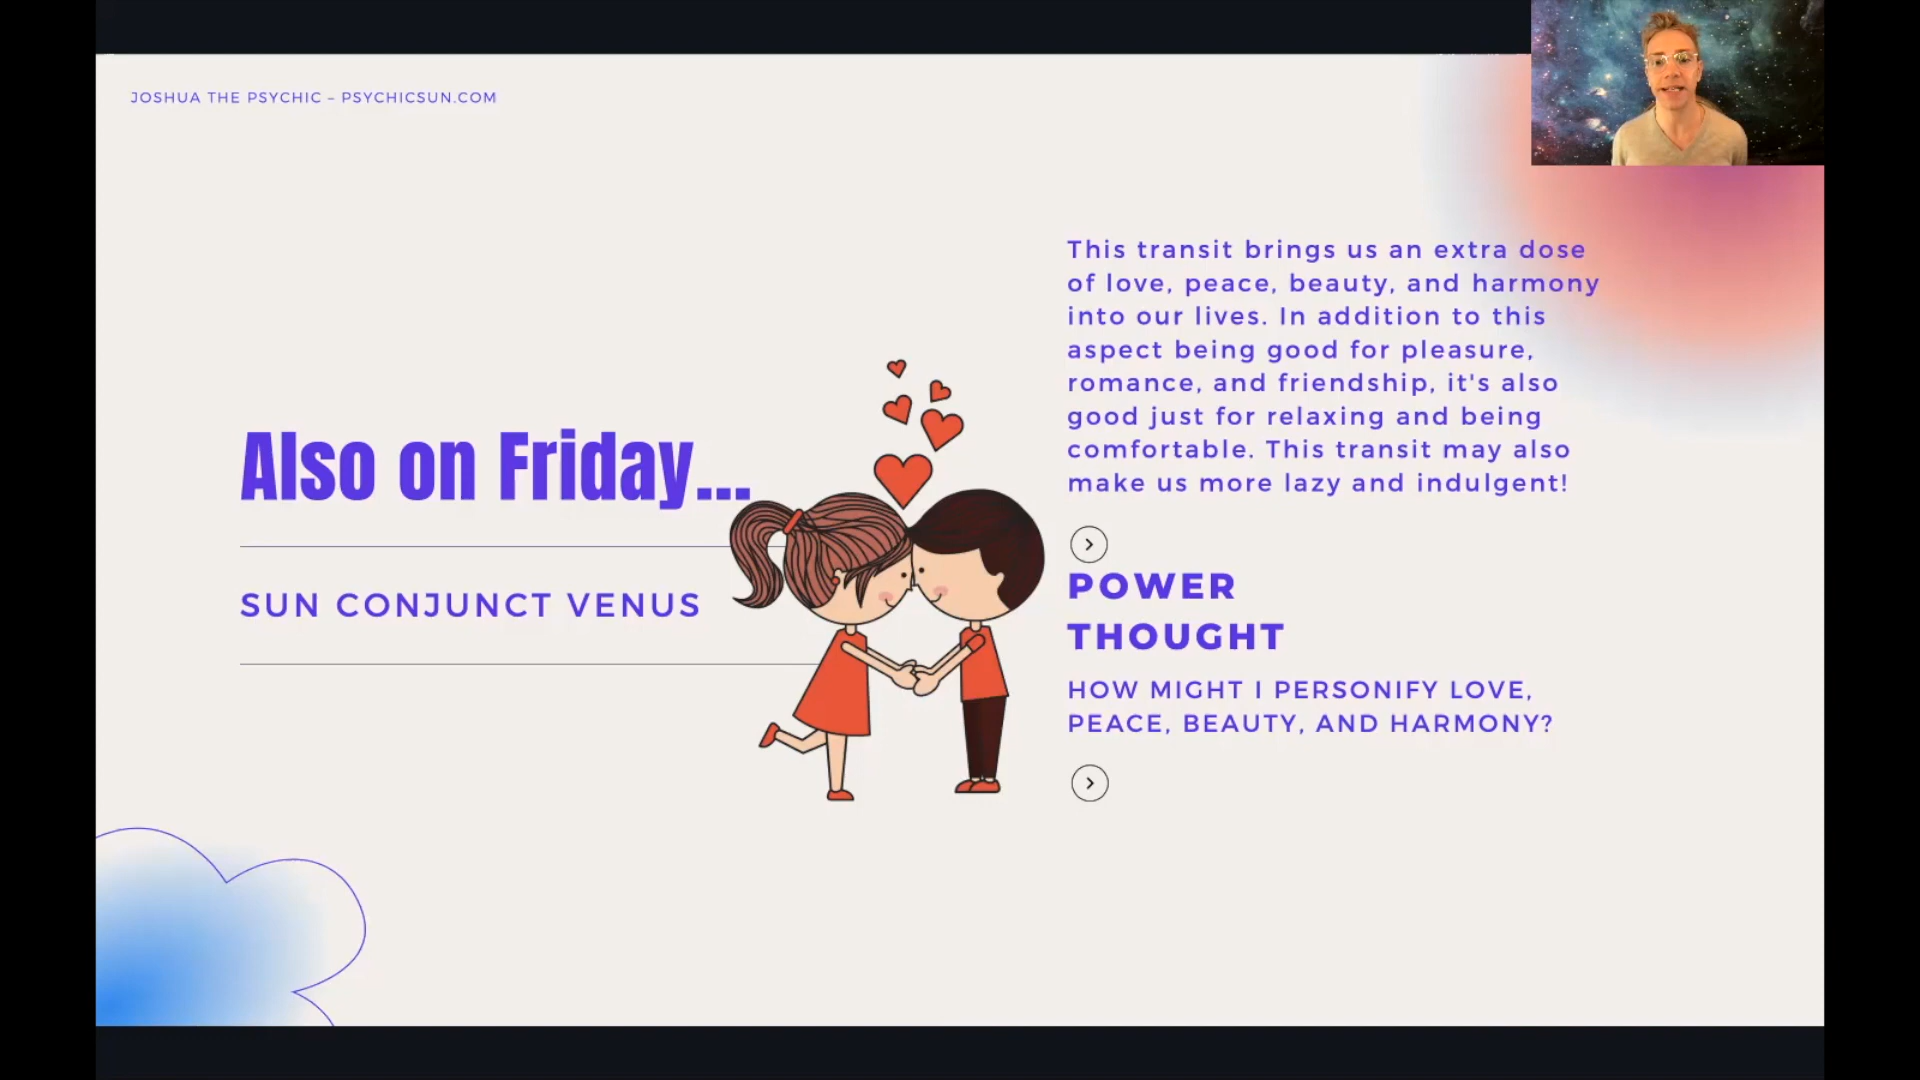 JOSHUA THE PSYCHIC – PSYCHICSUN.COM
Also on Friday...
SUN CONJUNCT VENUS
This transit brings us an extra dose
of love, peace, beauty, and harmony
into our lives. In addition to this
aspect being good for pleasure,
romance, and friendship, it's also
good just for relaxing and being
comfortable. This transit may also
make us more lazy and indulgent!
POWER
THOUGHT
HOW MIGHT I PERSONIFY LOVE,
PEACE, BEAUTY, AND HARMONY?